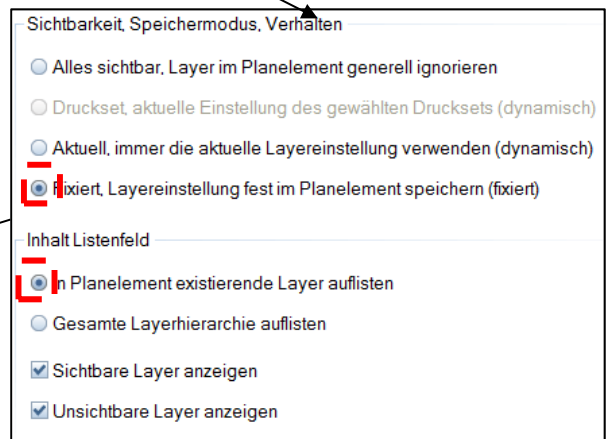 Sichtbarkeit, Speichermodus, Verhalten
Alles sichtbar, Layer im Planelement generell ignorieren
Druckset, aktuelle Einstellung des gewählten Drucksets (dynamisch)
Aktuell, immer die aktuelle Layereinstellung verwenden (dynamisch)
Fixiert, Layereinstellung fest im Planelement speichern (fixiert)
Inhalt Listenfeld
In Planelement existierende Layer auflisten
Gesamte Layerhierarchie auflisten
Sichtbare Layer anzeigen
Unsichtbare Layer anzeigen